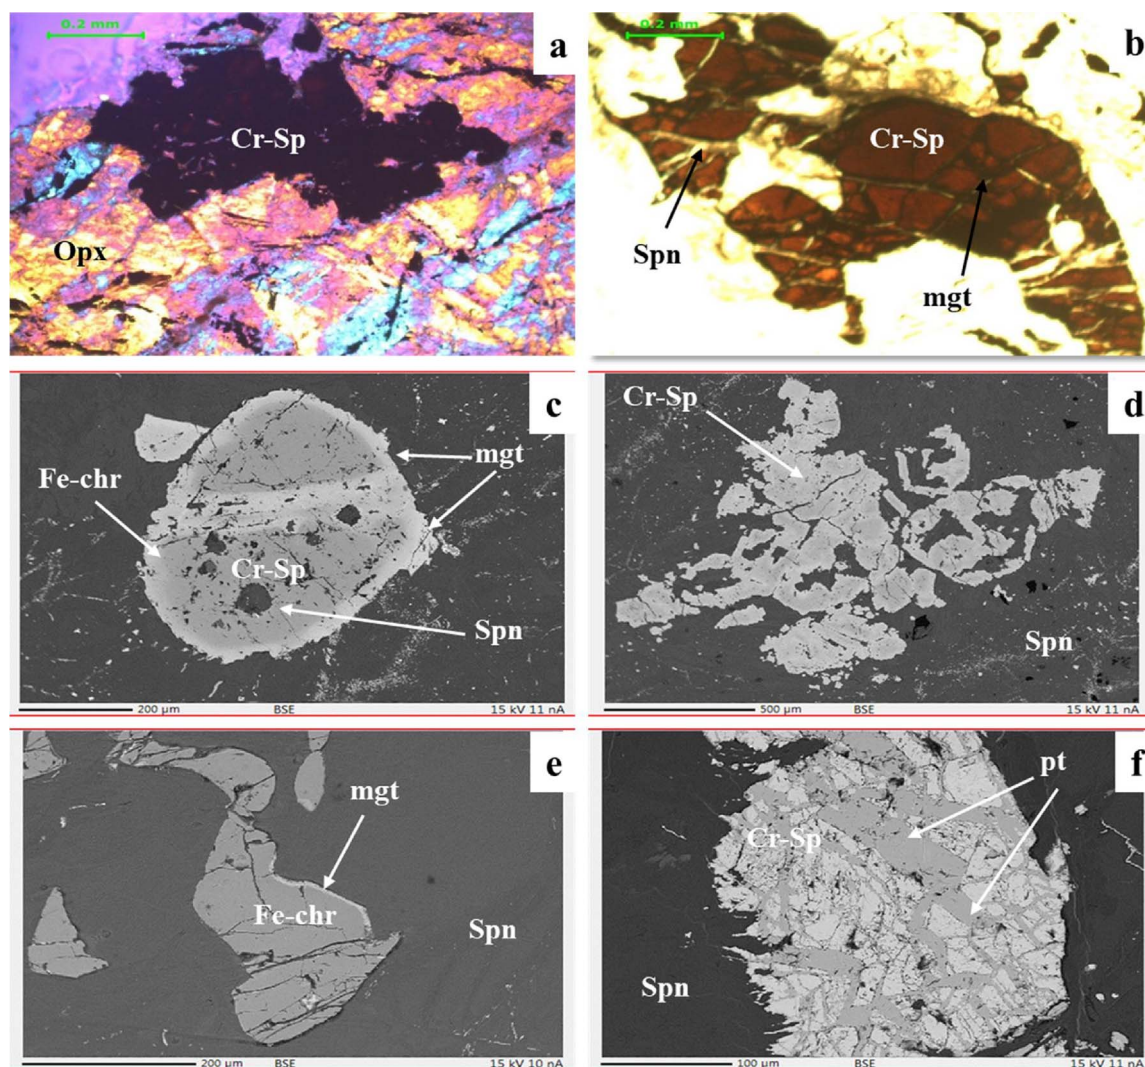 0.2 mm
a
Cr-Sp
Opx
0.2 mm
b
Cr-Sp
Spn
mgt
c
mgt
Fe-chr
Cr-Sp
Spn
200 µm BSE 15 kV 11 nA
d
Cr-Sp
Spn
500 µm BSE 15 kV 11 nA
e
mgt
Fe-chr
Spn
200 µm BSE 15 kV 10 nA
f
pt
Cr-Sp
Spn
100 µm BSE 15 kV 11 nA